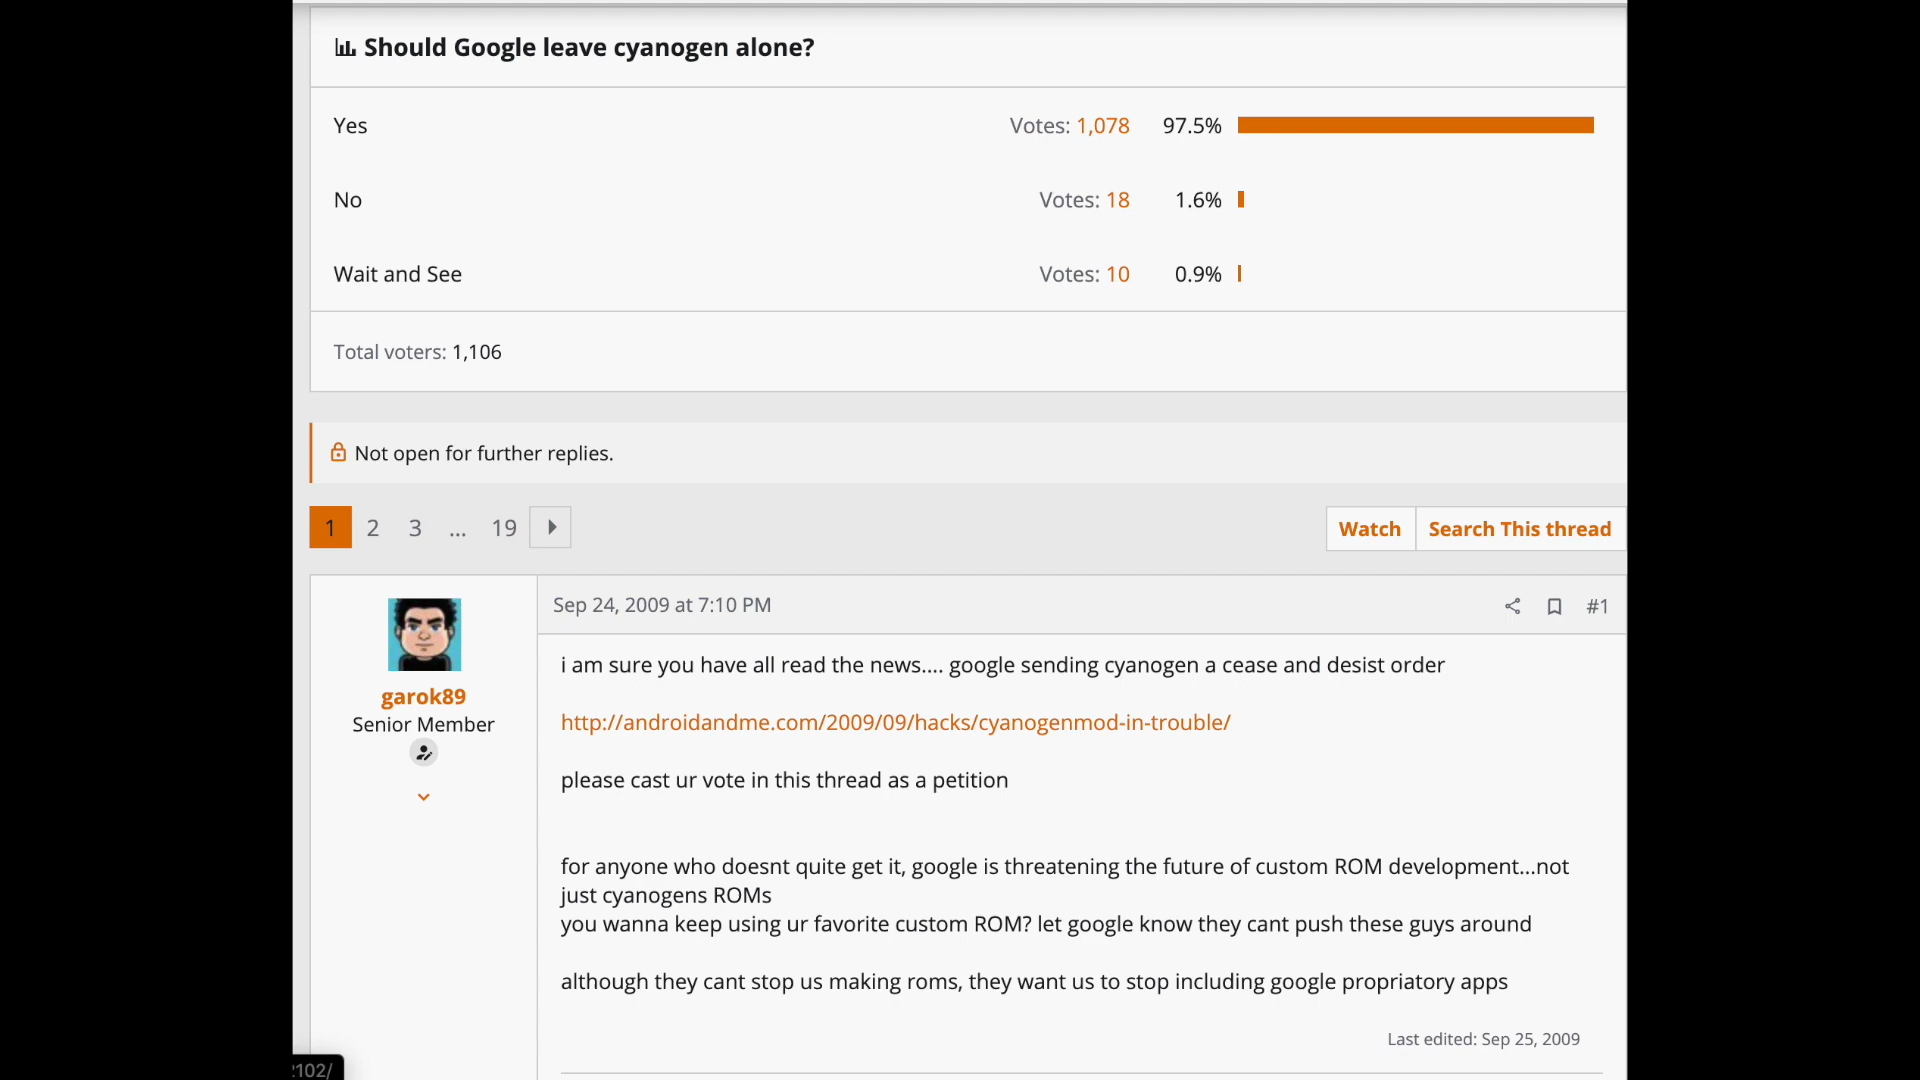 Should Google leave cyanogen alone?
Yes
Votes: 1,078 97.5%
No
Votes: 18 1.6%
Wait and See
Votes: 10 0.9%
Total voters: 1,106
Not open for further replies.
1 2 3 ... 19
Watch Search This thread
garok89
Senior Member
Sep 24, 2009 at 7:10 PM
#1
i am sure you have all read the news.... google sending cyanogen a cease and desist order
http://androidandme.com/2009/09/hacks/cyanogenmod-in-trouble/
please cast ur vote in this thread as a petition
for anyone who doesnt quite get it, google is threatening the future of custom ROM development...not
just cyanogens ROMs
you wanna keep using ur favorite custom ROM? let google know they cant push these guys around
although they cant stop us making roms, they want us to stop including google propriatory apps
Last edited: Sep 25, 2009
102/